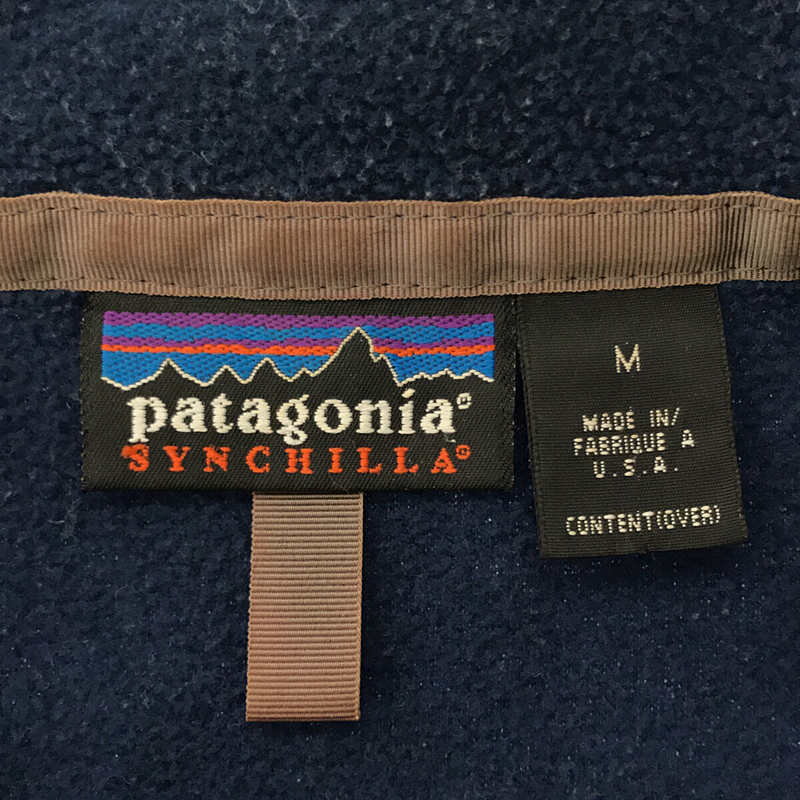 patagonia®
SYNCHILLA®
M
MADE IN/
FABRIQUE A
U.S.A.
CONTENT(OVER)